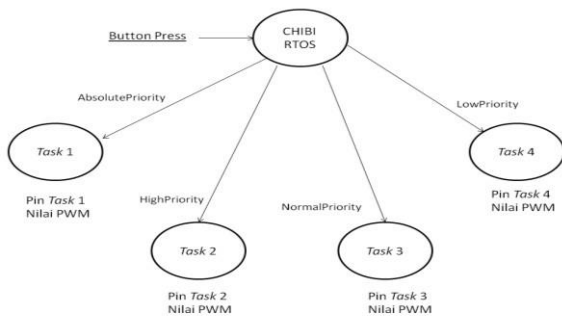 Button Press
CHIBI
RTOS
AbsolutePriority
LowPriority
Task 1
Task 4
Pin Task 1
Nilai PWM
Pin Task 4
Nilai PWM
HighPriority
NormalPriority
Task 2
Task 3
Pin Task 2
Nilai PWM
Pin Task 3
Nilai PWM